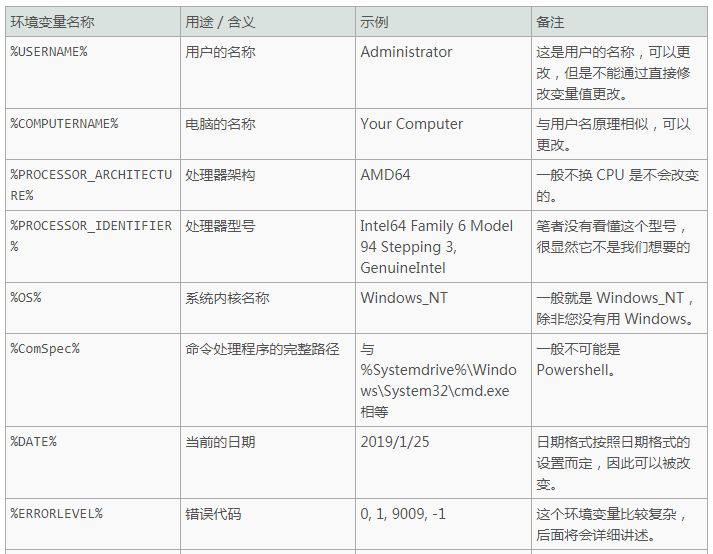 环境变量名称 用途 / 含义 示例 备注
%USERNAME% 用户的名称 Administrator 这是用户的名称，可以更
改，但是不能通过直接修
改变量值更改。
%COMPUTERNAME% 电脑的名称 Your Computer 与用户名原理相似，可以
更改。
%PROCESSOR_ARCHITECTU 处理器架构 AMD64 一般不换 CPU 是不会改变
RE% 的。
%PROCESSOR_IDENTIFIER 处理器型号 Intel64 Family 6 Model 笔者没有看懂这个型号，
% 94 Stepping 3, 很显然它不是我们想要的
GenuineIntel
%OS% 系统内核名称 Windows_NT 一般就是 Windows_NT，
除非您没有用 Windows。
%ComSpec% 命令处理程序的完整路径 与 一般不可能是
%Systemdrive%\Windo Powershell。
ws\System32\cmd.exe
相等
%DATE% 当前的日期 2019/1/25 日期格式按照日期格式的
设置而定，因此可以被改
变。
%ERRORLEVEL% 错误代码 0, 1, 9009, -1 这个环境变量比较复杂，
后面将会详细讲述。